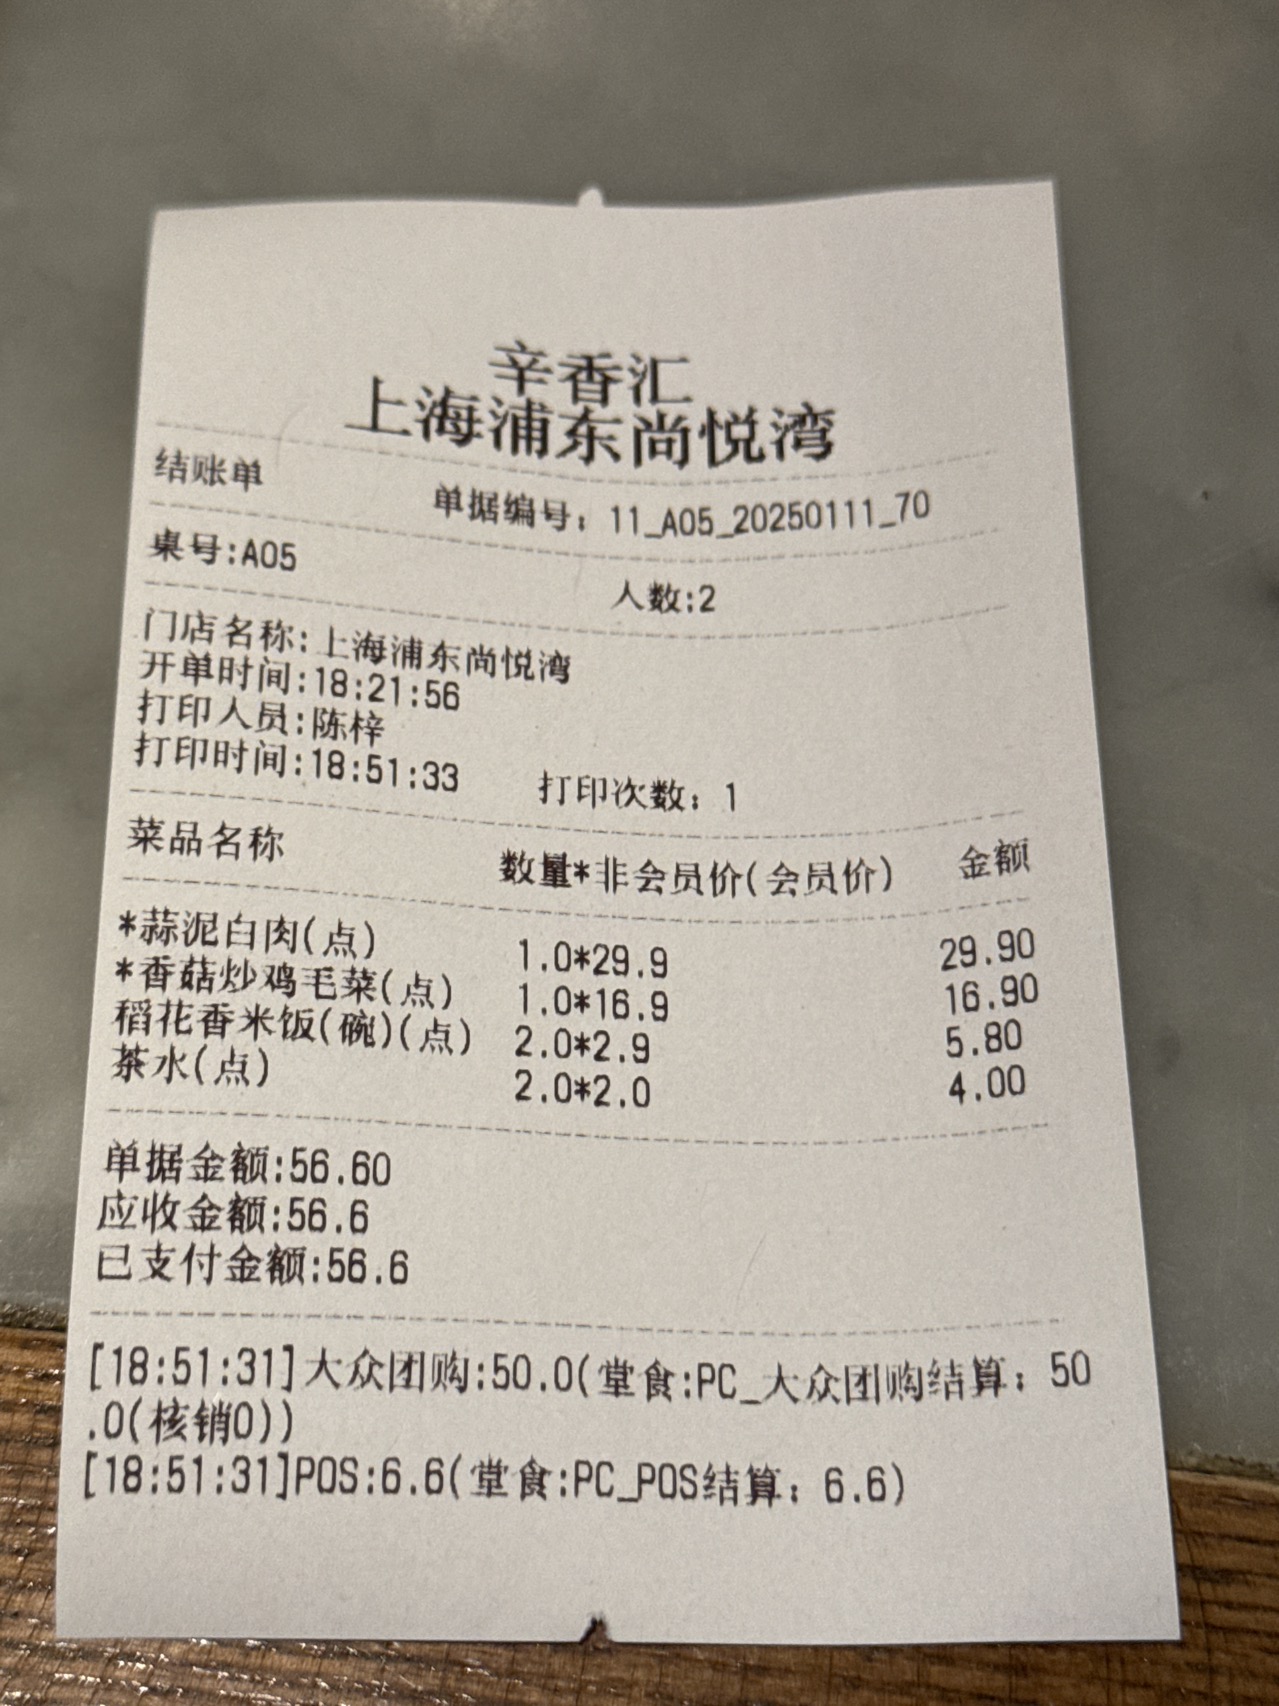 辛香汇
上海浦东尚悦湾
结账单 单据编号：11_A05_20250111_70
桌号:A05 人数:2
门店名称:上海浦东尚悦湾
开单时间:18:21:56
打印人员:陈梓
打印时间:18:51:33 打印次数：1
菜品名称 数量*非会员价(会员价) 金额
*蒜泥白肉(点) 1.0*29.9 29.90
*香菇炒鸡毛菜(点) 1.0*16.9 16.90
稻花香米饭(碗)(点) 2.0*2.9 5.80
茶水(点) 2.0*2.0 4.00
单据金额:56.60
应收金额:56.6
已支付金额:56.6
[18:51:31]大众团购:50.0(堂食:PC_大众团购结算：50
.0(核销0))
[18:51:31]POS:6.6(堂食:PC_POS结算：6.6)